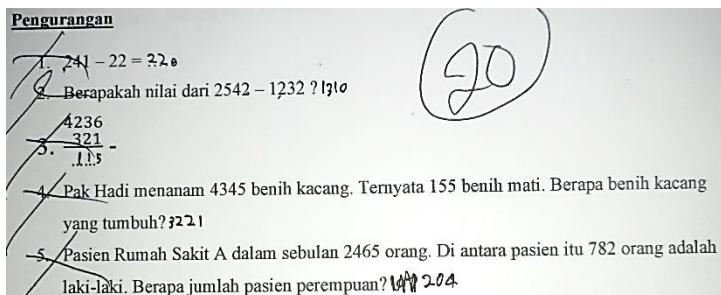 Pengurangan
20
1. 241 – 22 = 220
2. Berapakah nilai dari 2542 – 1232 ? 1310
4236
3. 321 –
115
4. Pak Hadi menanam 4345 benih kacang. Ternyata 155 benih mati. Berapa benih kacang
yang tumbuh? 3221
5. Pasien Rumah Sakit A dalam sebulan 2465 orang. Di antara pasien itu 782 orang adalah
laki-laki. Berapa jumlah pasien perempuan? 204